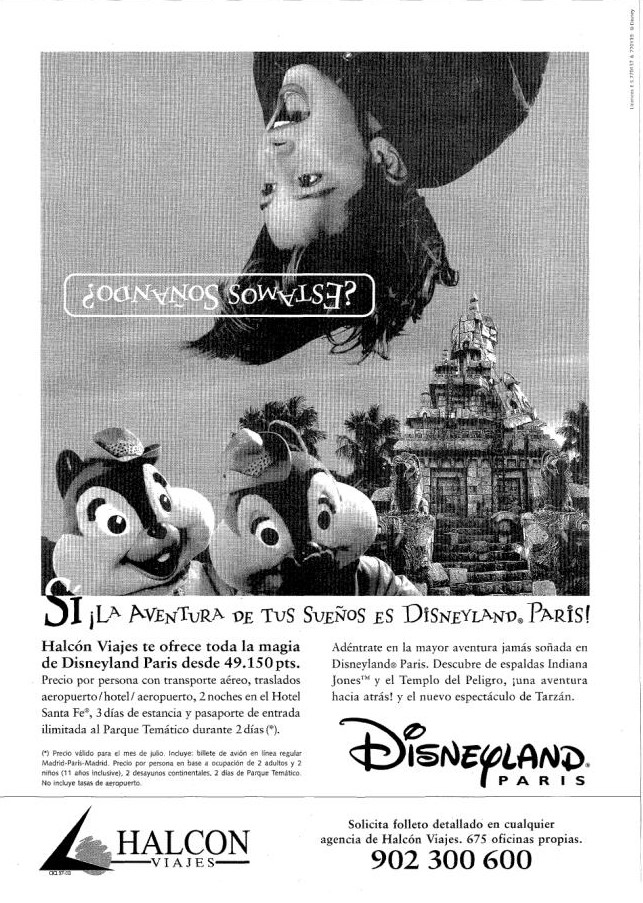 ¿ESTAMOS SOÑANDO?
SÍ ¡LA AVENTURA DE TUS SUEÑOS ES DISNEYLAND® PARÍS!
Halcón Viajes te ofrece toda la magia
de Disneyland Paris desde 49.150 pts.
Precio por persona con transporte aéreo, traslados
aeropuerto/hotel/ aeropuerto, 2 noches en el Hotel
Santa Fe®, 3 días de estancia y pasaporte de entrada
ilimitada al Parque Temático durante 2 días (*).
(*) Precio válido para el mes de julio. Incluye: billete de avión en línea regular
Madrid-París-Madrid. Precio por persona en base a ocupación de 2 adultos y 2
niños (11 años inclusive), 2 desayunos continentales, 2 días de Parque Temático.
No incluye tasas de aeropuerto.
Adéntrate en la mayor aventura jamás soñada en
Disneyland® Paris. Descubre de espaldas Indiana
Jones™ y el Templo del Peligro, ¡una aventura
hacia atrás! y el nuevo espectáculo de Tarzán.
DISNEYLAND®
PARIS
HALCON
VIAJES
Solicita folleto detallado en cualquier
agencia de Halcón Viajes. 675 oficinas propias.
902 300 600